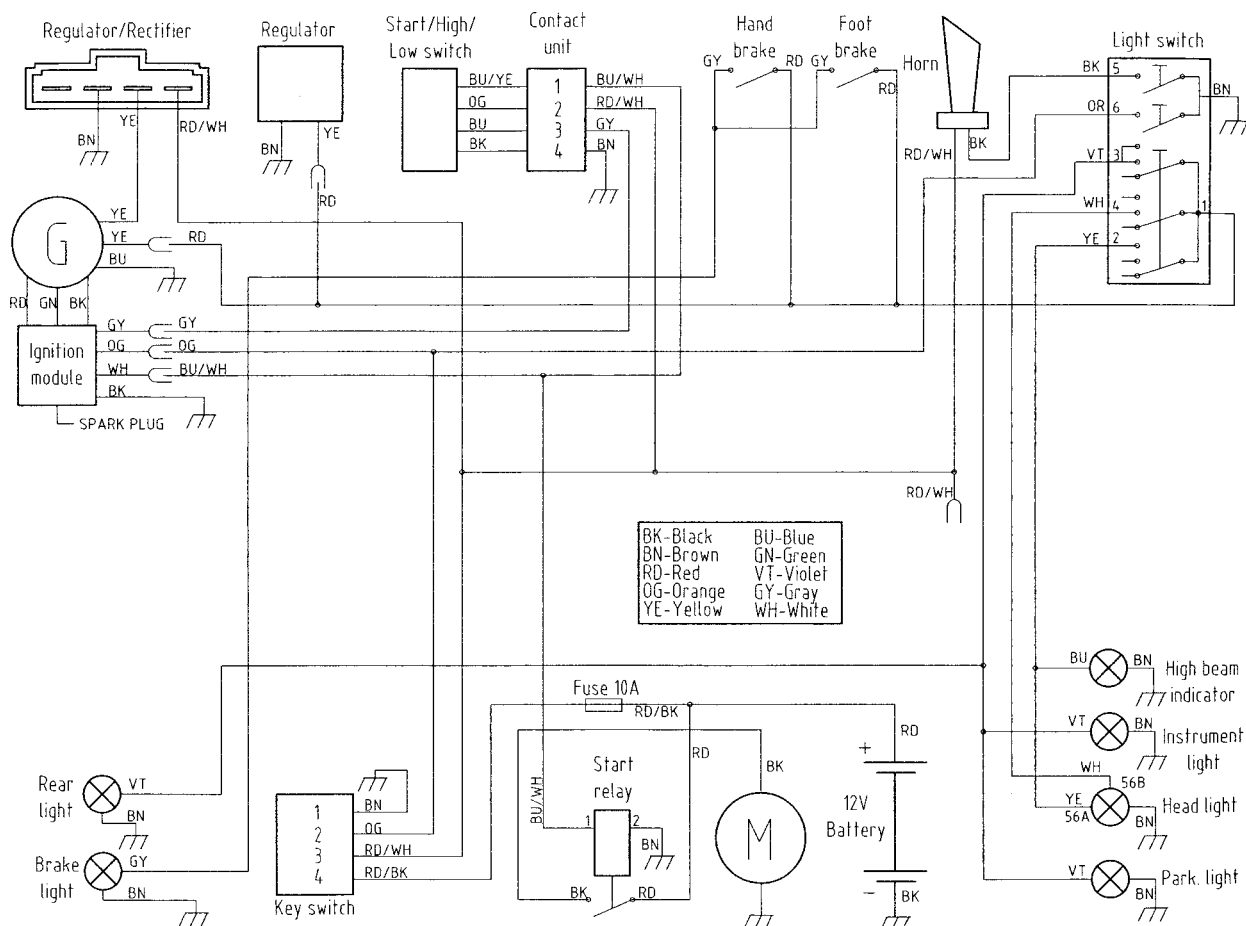 Regulator/Rectifier
Regulator
Start/High/
Low switch
Contact
unit
Hand
brake
Foot
brake
Horn
Light switch
BN
YE
RD/WH
BN
YE
RD
BU/YE
OG
BU
BK
1
2
3
4
BU/WH
RD/WH
GY
BN
GY
RD
GY
RD
RD/WH
BK
BK
5
OR
6
VT
3
WH
4
YE
2
1
BN
G
YE
YE
RD
BU
RD
GN
BK
Ignition
module
GY
GY
OG
OG
WH
BU/WH
BK
SPARK PLUG
RD/WH
BK-Black
BU-Blue
BN-Brown
GN-Green
RD-Red
VT-Violet
OG-Orange
GY-Gray
YE-Yellow
WH-White
Fuse 10A
RD/BK
RD
RD
BK
BU/WH
Start
relay
1
2
BN
BK
RD
M
+
12V
Battery
–
BK
Rear
light
VT
BN
Brake
light
GY
BN
1
2
3
4
BN
OG
RD/WH
RD/BK
Key switch
BU
BN
High beam
indicator
VT
BN
Instrument
light
WH
56B
YE
56A
BN
Head light
VT
BN
Park. light